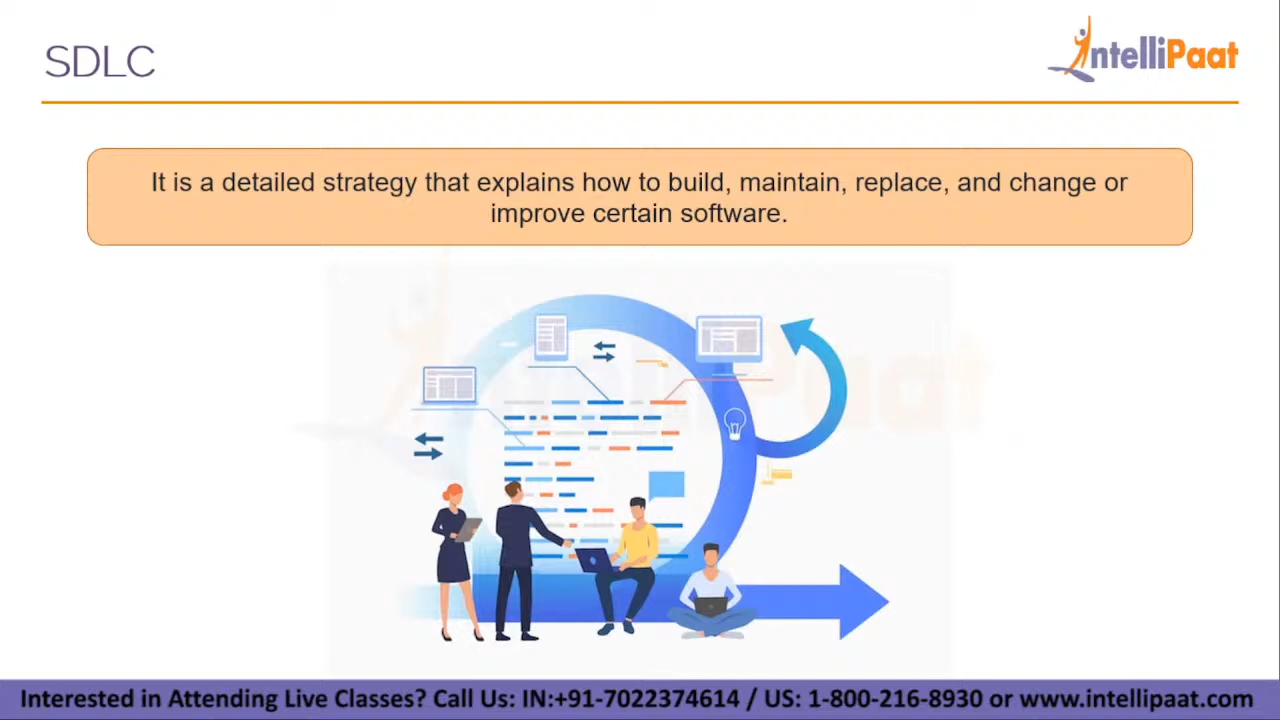 SDLC
IntelliPaat
It is a detailed strategy that explains how to build, maintain, replace, and change or
improve certain software.
Interested in Attending Live Classes? Call Us: IN:+91-7022374614 / US: 1-800-216-8930 or www.intellipaat.com